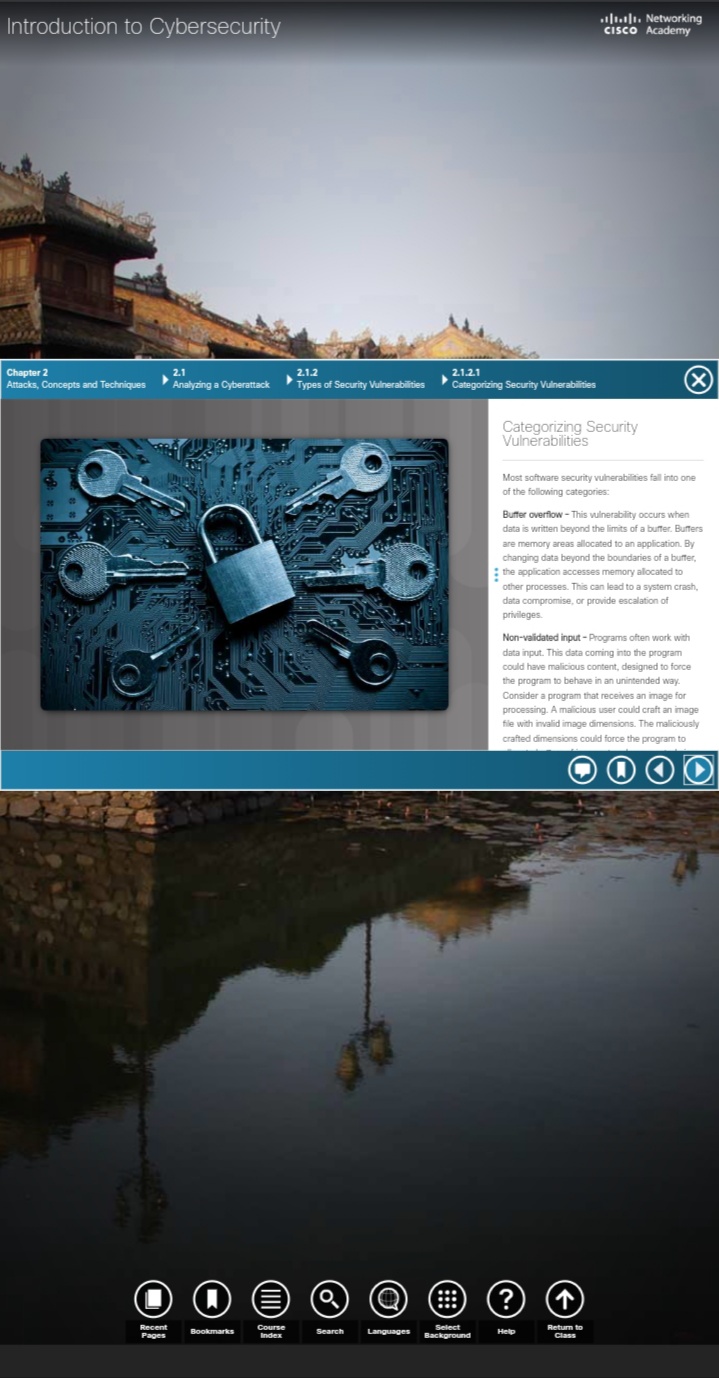 Introduction to Cybersecurity
CISCO Networking Academy
Chapter 2
Attacks, Concepts and Techniques
2.1
Analyzing a Cyberattack
2.1.2
Types of Security Vulnerabilities
2.1.2.1
Categorizing Security Vulnerabilities
Categorizing Security
Vulnerabilities
Most software security vulnerabilities fall into one
of the following categories:
Buffer overflow – This vulnerability occurs when
data is written beyond the limits of a buffer. Buffers
are memory areas allocated to an application. By
changing data beyond the boundaries of a buffer,
the application accesses memory allocated to
other processes. This can lead to a system crash,
data compromise, or provide escalation of
privileges.
Non-validated input – Programs often work with
data input. This data coming into the program
could have malicious content, designed to force
the program to behave in an unintended way.
Consider a program that receives an image for
processing. A malicious user could craft an image
file with invalid image dimensions. The maliciously
crafted dimensions could force the program to
Recent
Pages
Bookmarks
Course
Index
Search
Languages
Select
Background
Help
Return to
Class